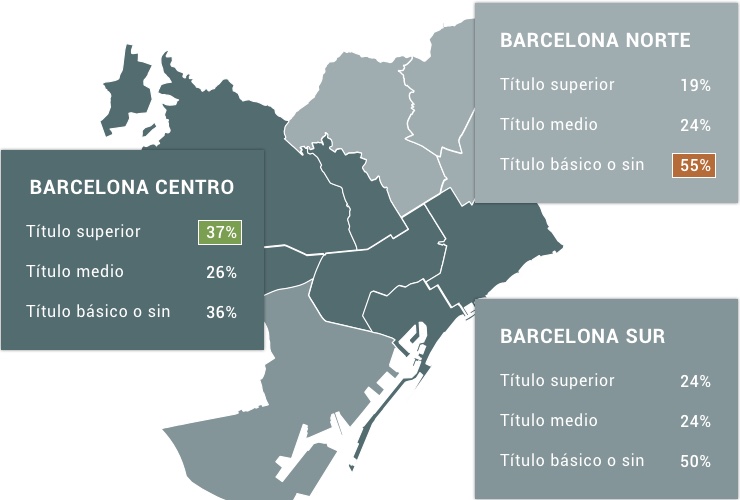 BARCELONA NORTE
Título superior 19%
Título medio 24%
Título básico o sin 55%
BARCELONA CENTRO
Título superior 37%
Título medio 26%
Título básico o sin 36%
BARCELONA SUR
Título superior 24%
Título medio 24%
Título básico o sin 50%